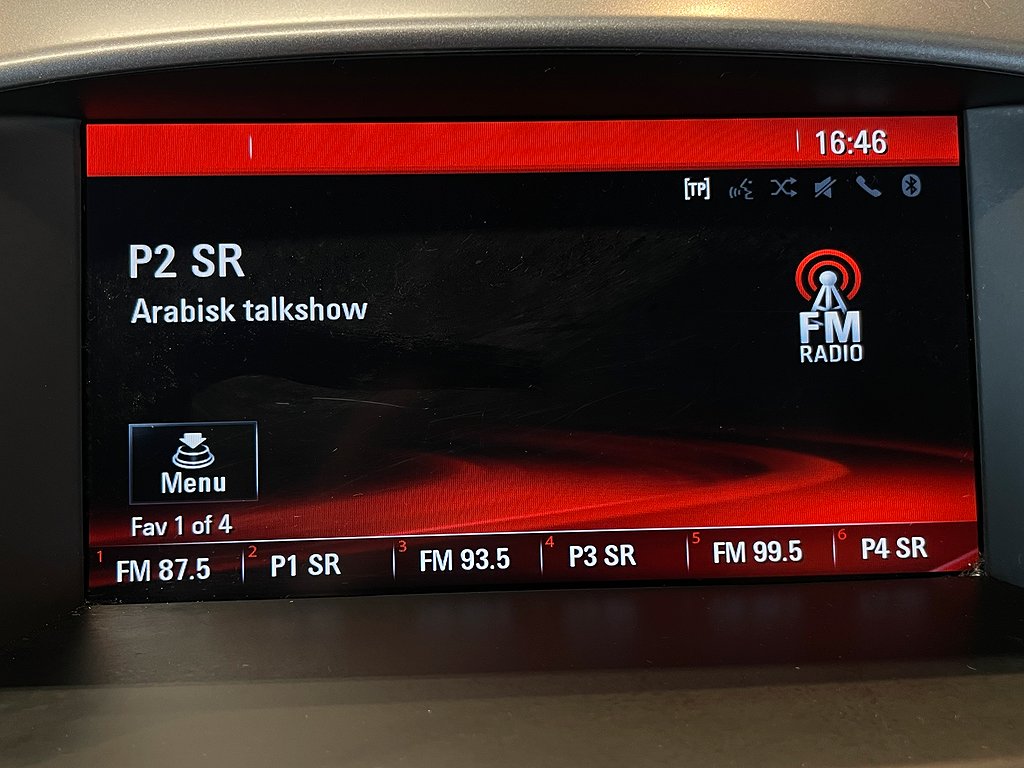 16:46
[TP]
P2 SR
Arabisk talkshow
FM
RADIO
Menu
Fav 1 of 4
1 FM 87.5 2 P1 SR 3 FM 93.5 4 P3 SR 5 FM 99.5 6 P4 SR